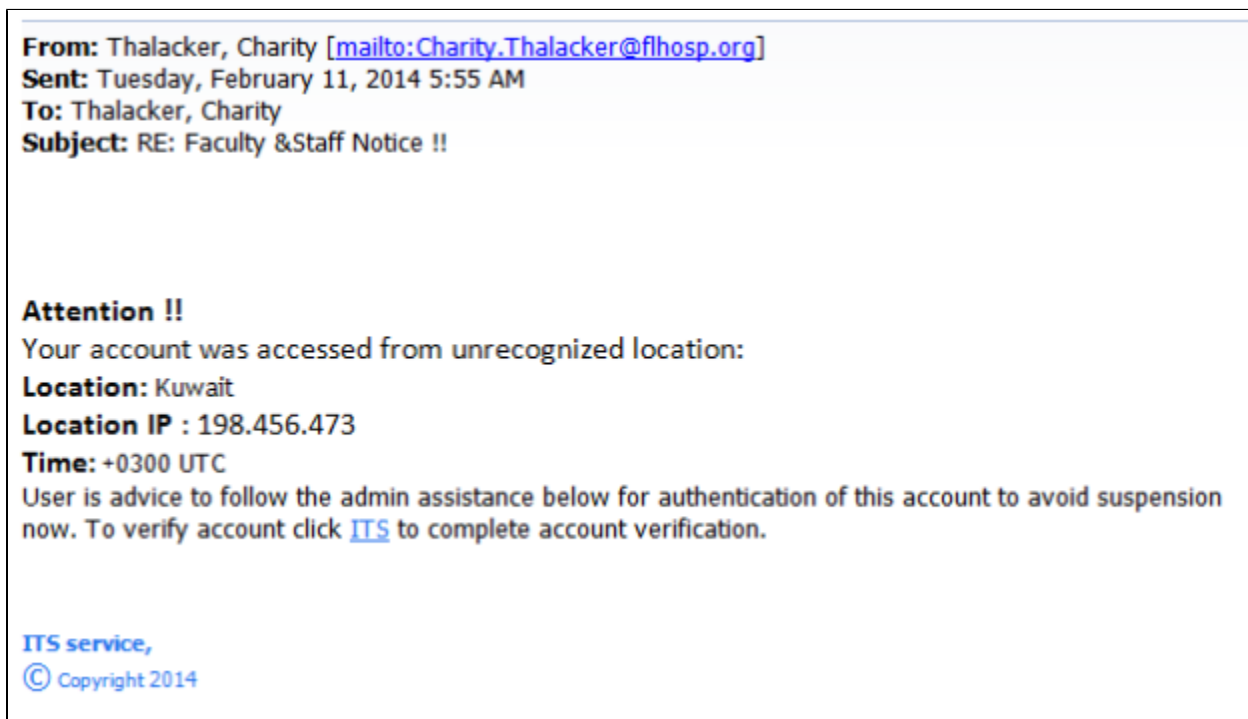 From: Thalacker, Charity [mailto:Charity.Thalacker@flhosp.org]
Sent: Tuesday, February 11, 2014 5:55 AM
To: Thalacker, Charity
Subject: RE: Faculty &Staff Notice !!
Attention !!
Your account was accessed from unrecognized location:
Location: Kuwait
Location IP : 198.456.473
Time: +0300 UTC
User is advice to follow the admin assistance below for authentication of this account to avoid suspension
now. To verify account click ITS to complete account verification.
ITS service,
© Copyright 2014